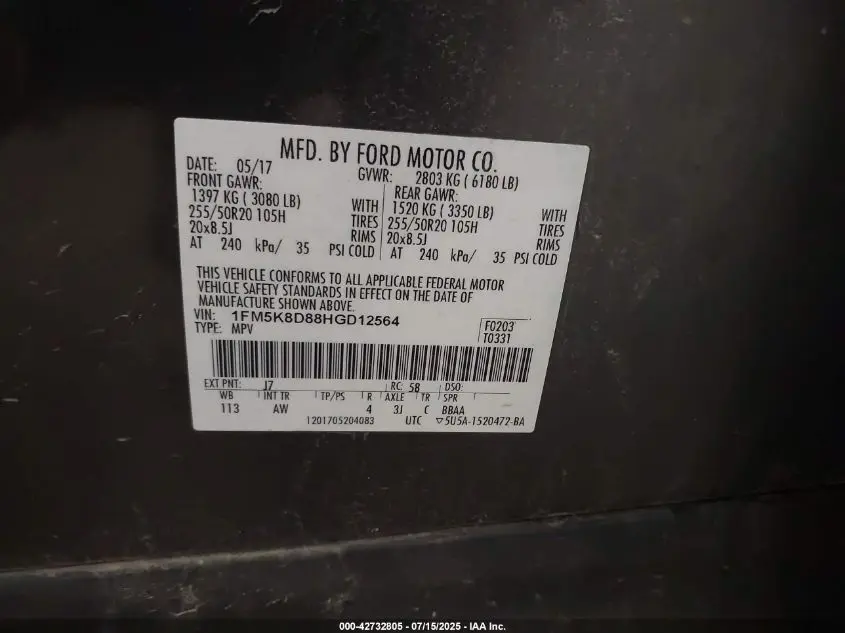 MFD. BY FORD MOTOR CO.
DATE: 05/17 GVWR: 2803 KG ( 6180 LB)
FRONT GAWR: REAR GAWR:
1397 KG ( 3080 LB) WITH 1520 KG ( 3350 LB) WITH
255/50R20 105H TIRES 255/50R20 105H TIRES
20x8.5J RIMS 20x8.5J RIMS
AT 240 kPa/ 35 PSI COLD AT 240 kPa/ 35 PSI COLD
THIS VEHICLE CONFORMS TO ALL APPLICABLE FEDERAL MOTOR
VEHICLE SAFETY STANDARDS IN EFFECT ON THE DATE OF
MANUFACTURE SHOWN ABOVE.
VIN: 1FM5K8D88HGD12564 F0203
TYPE: MPV T0331
EXT PNT: J7 RC: 58 DSO:
WB INT TR TP/PS R AXLE TR SPR
113 AW 4 3J C BBAA
1201705204083 UTC ▽5U5A-1520472-BA
000-42732805 - 07/15/2025 - IAA Inc.